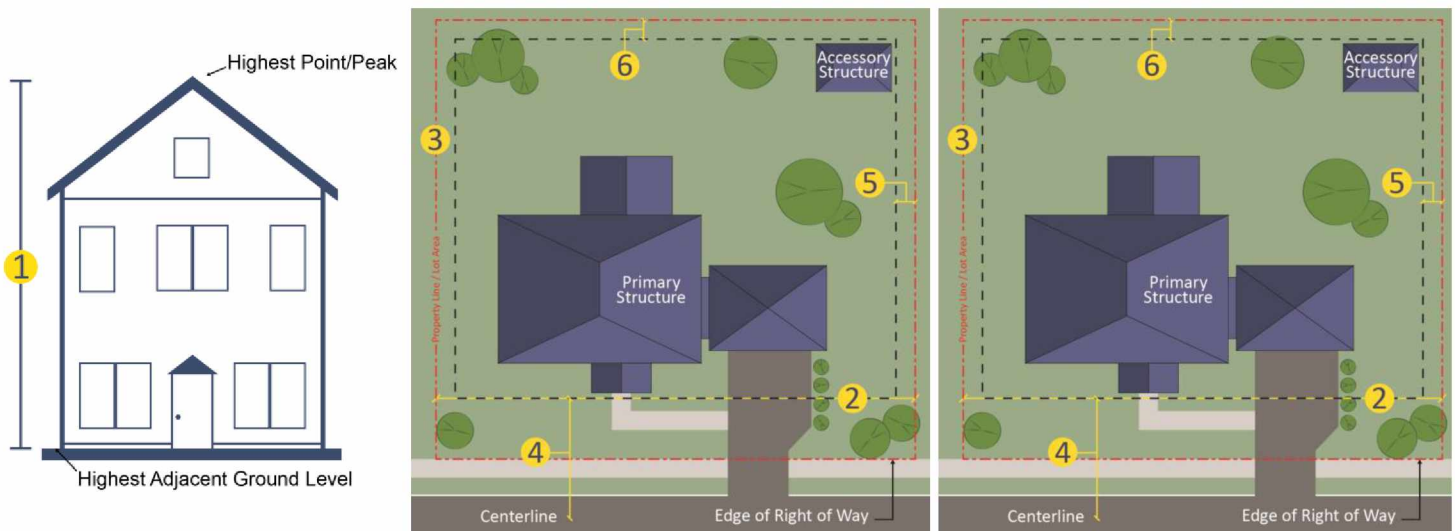 Highest Point/Peak
1
Highest Adjacent Ground Level
6
Accessory
Structure
3
5
Property Line / Lot Area
Primary
Structure
2
4
Centerline
Edge of Right of Way
6
Accessory
Structure
3
5
Property Line / Lot Area
Primary
Structure
2
4
Centerline
Edge of Right of Way